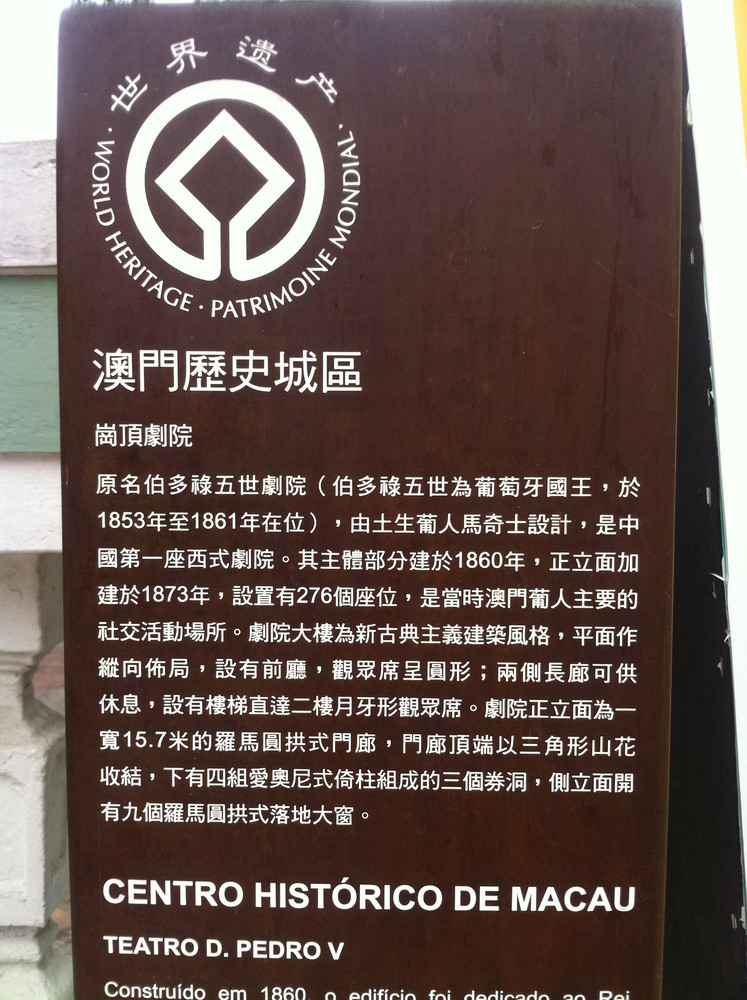 世界遗产
· WORLD HERITAGE · PATRIMOINE MONDIAL ·
澳門歷史城區
崗頂劇院
原名伯多祿五世劇院（伯多祿五世為葡萄牙國王，於
1853年至1861年在位），由土生葡人馬奇士設計，是中
國第一座西式劇院。其主體部分建於1860年，正立面加
建於1873年，設置有276個座位，是當時澳門葡人主要的
社交活動場所。劇院大樓為新古典主義建築風格，平面作
縱向佈局，設有前廳，觀眾席呈圓形；兩側長廊可供
休息，設有樓梯直達二樓月牙形觀眾席。劇院正立面為一
寬15.7米的羅馬圓拱式門廊，門廊頂端以三角形山花
收結，下有四組愛奧尼式倚柱組成的三個券洞，側立面開
有九個羅馬圓拱式落地大窗。
CENTRO HISTÓRICO DE MACAU
TEATRO D. PEDRO V
Construído em 1860, o edifício foi dedicado ao Rei